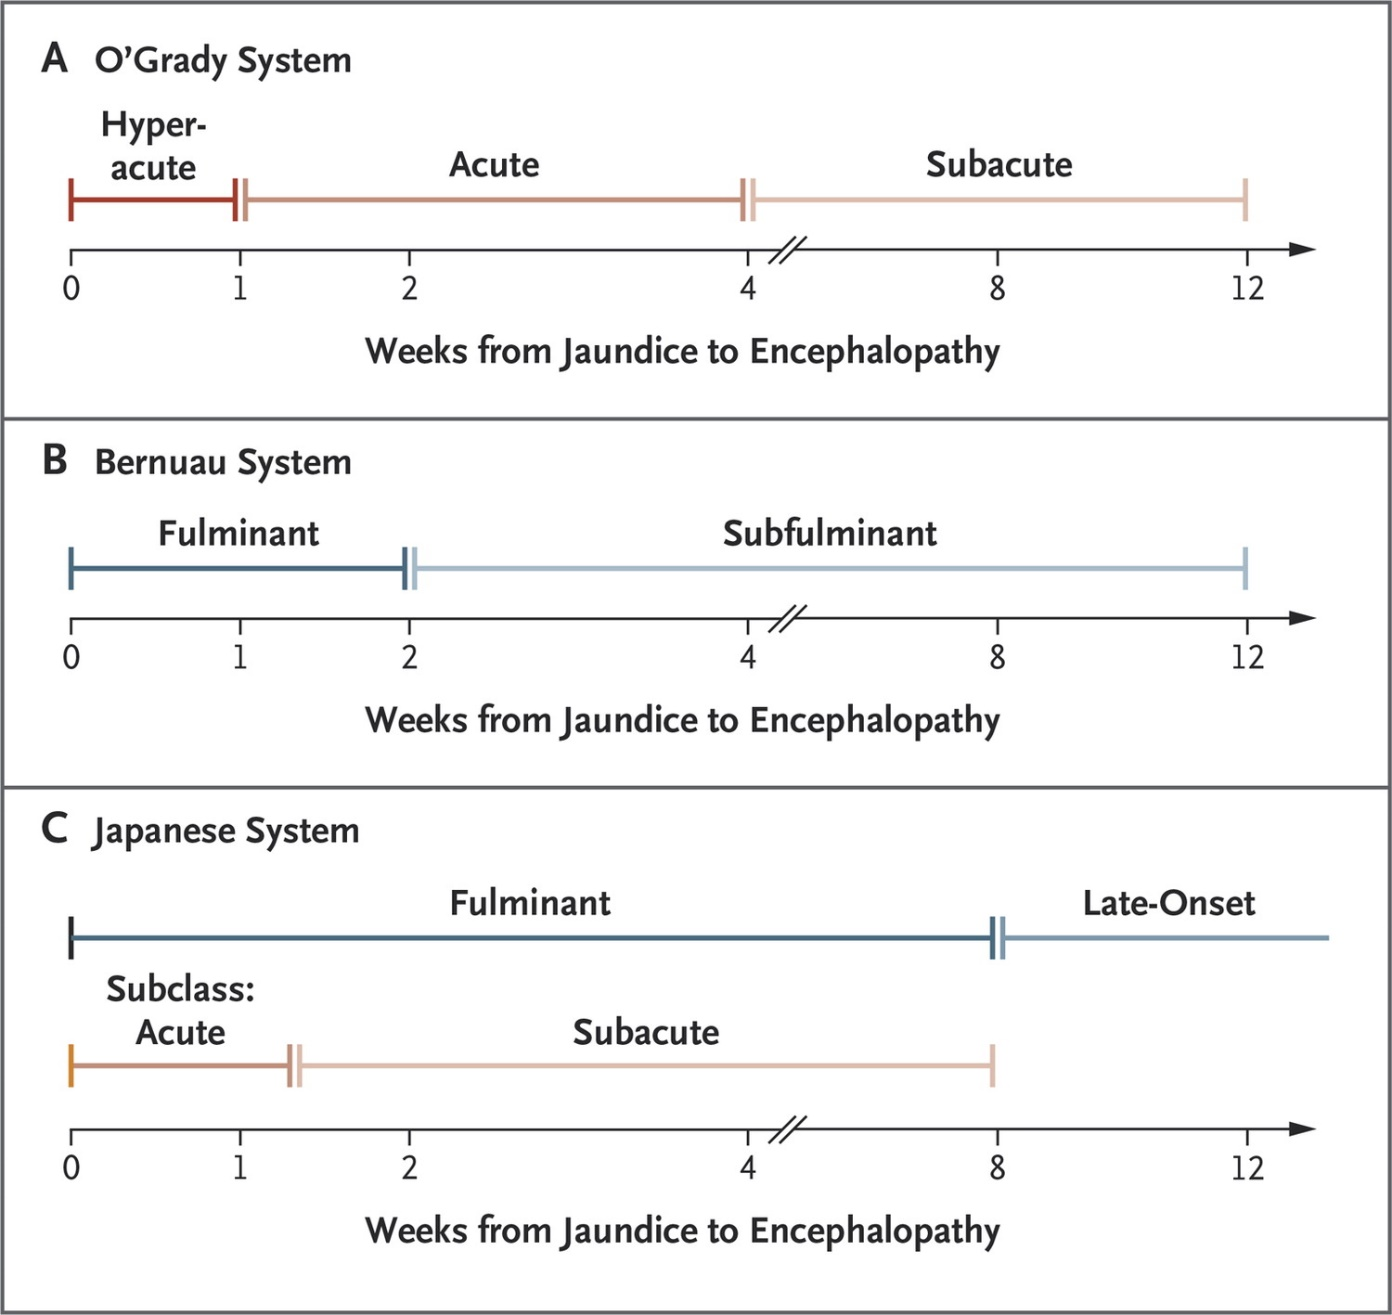 A O’Grady System
Hyper-
acute
Acute
Subacute
0 1 2 4 8 12
Weeks from Jaundice to Encephalopathy
B Bernuau System
Fulminant
Subfulminant
0 1 2 4 8 12
Weeks from Jaundice to Encephalopathy
C Japanese System
Fulminant
Late-Onset
Subclass:
Acute
Subacute
0 1 2 4 8 12
Weeks from Jaundice to Encephalopathy